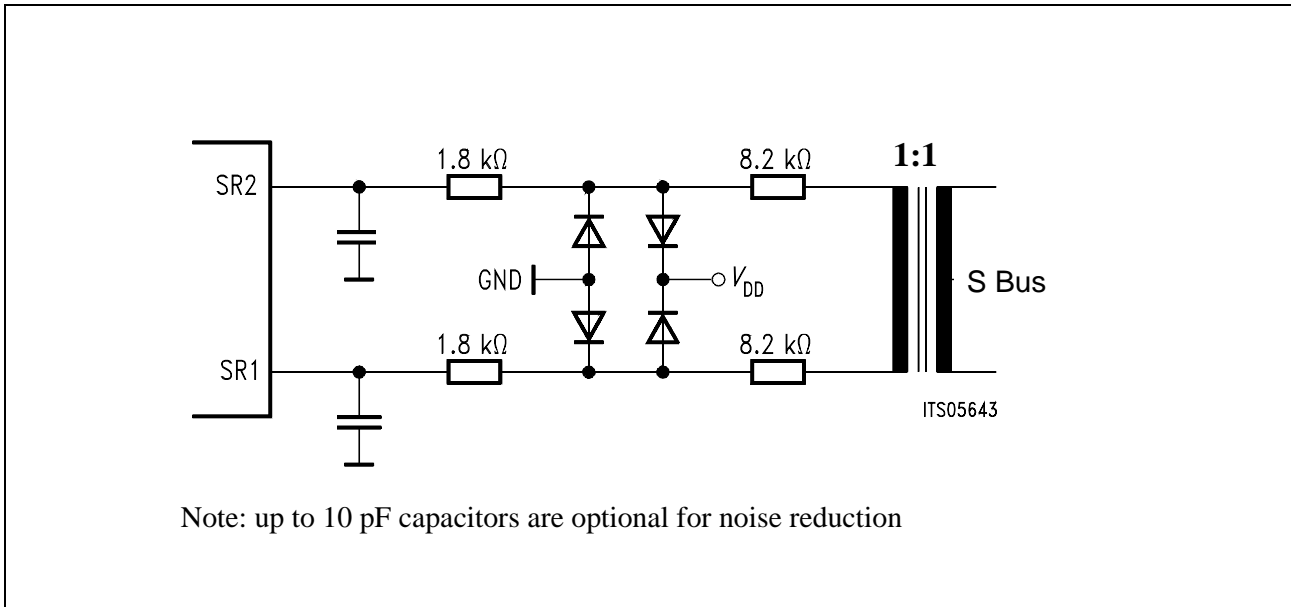 1.8 kΩ 8.2 kΩ 1:1
SR2
GND VDD S Bus
1.8 kΩ 8.2 kΩ
SR1
ITS05643
Note: up to 10 pF capacitors are optional for noise reduction